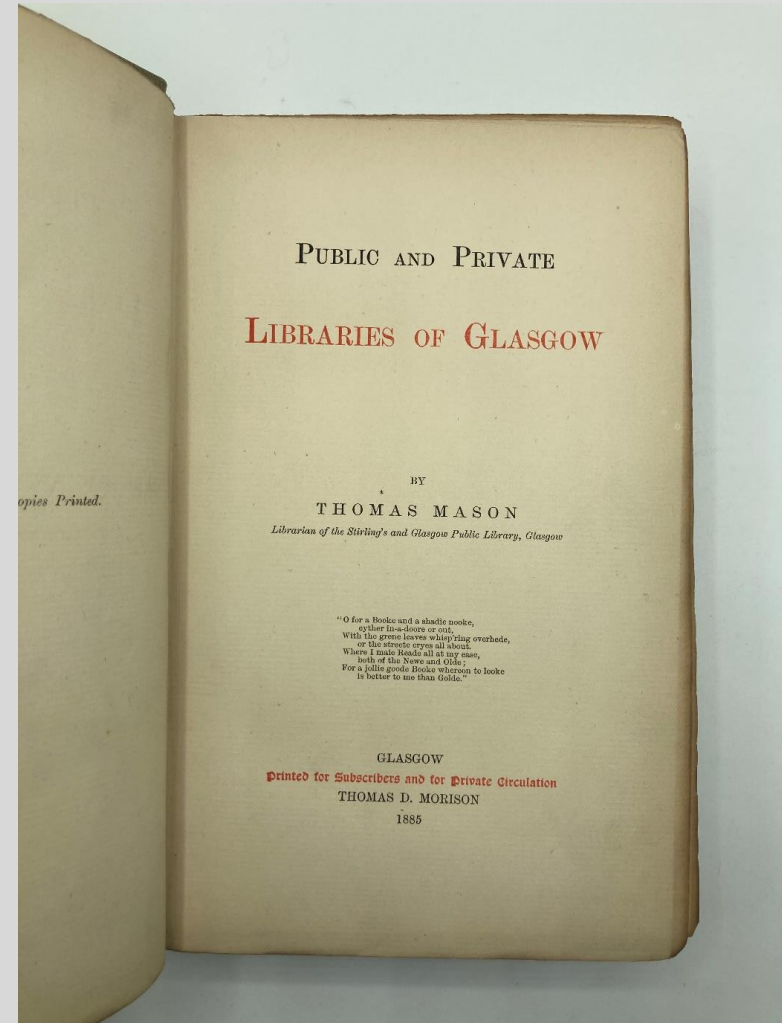 Printed.
PUBLIC AND PRIVATE
LIBRARIES OF GLASGOW
BY
THOMAS MASON
Librarian of the Stirling's and Glasgow Public Library, Glasgow
"O for a Booke and a shadie nooke,
eyther in-a-doore or out,
With the grene leaves whisp'ring overhede,
or the streete cryes all about.
Where I maie Reade all at my ease,
both of the Newe and Olde;
For a jollie goode Booke whereon to looke
is better to me than Golde."
GLASGOW
Printed for Subscribers and for Private Circulation
THOMAS D. MORISON
1885